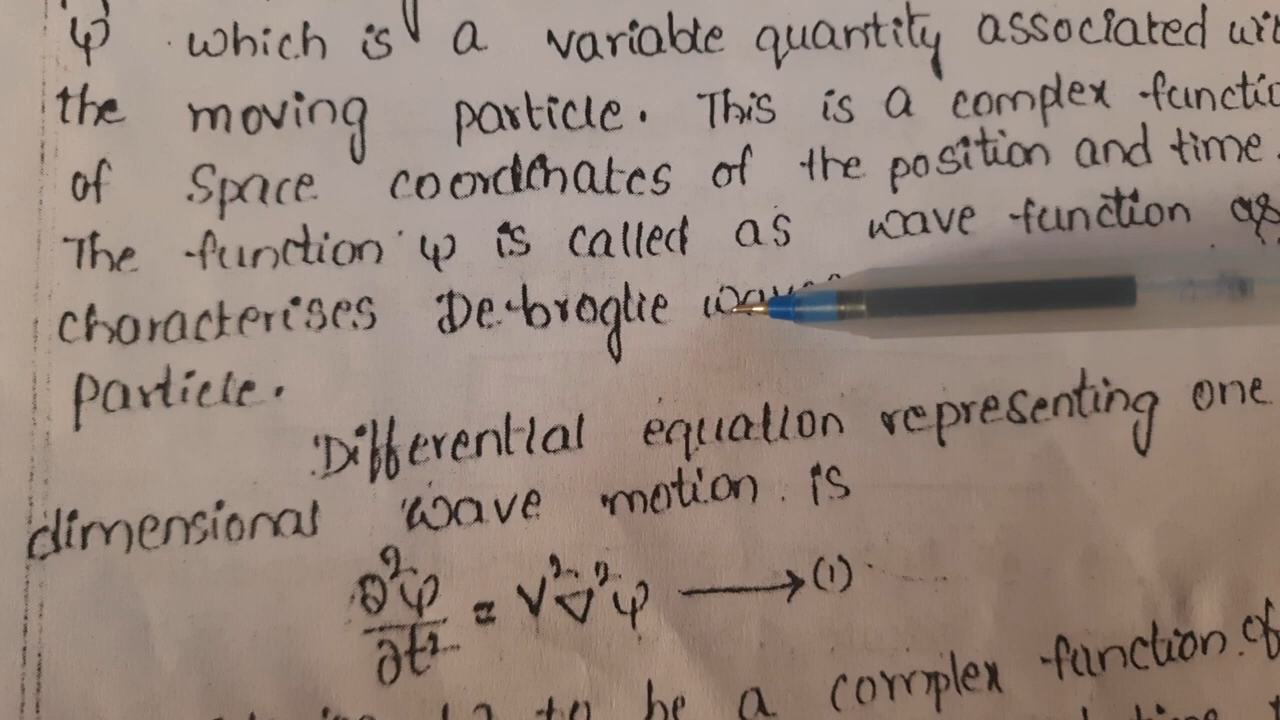 ψ which is a variable quantity associated
the moving particle. This is a complex
of Space coordinates of the position and time.
The function ψ is called as wave function
characterises De-broglie
particle.
Differential equation representing one
dimensional wave motion is
∂²ψ/∂t² = V²∇²ψ ⟶ (1)
to be a complex function of